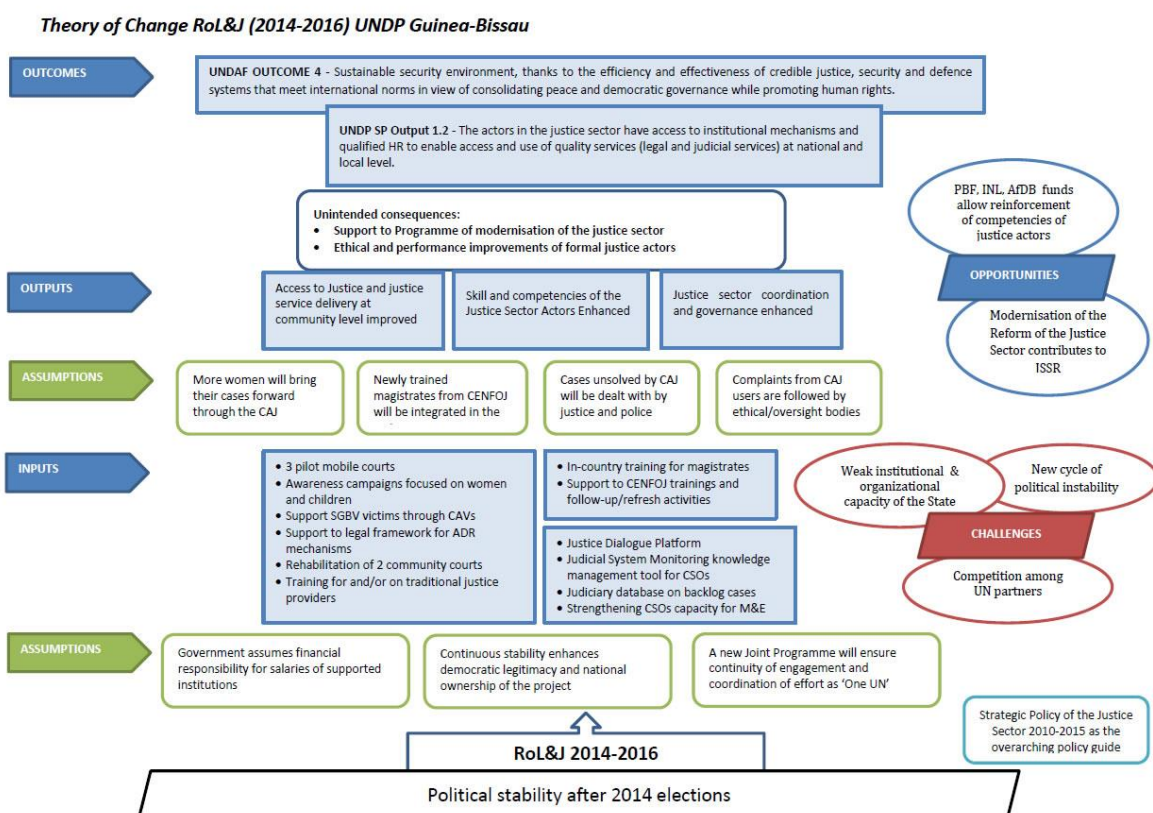 Theory of Change RoL&J (2014-2016) UNDP Guinea-Bissau
OUTCOMES
UNDAF OUTCOME 4 - Sustainable security environment, thanks to the efficiency and effectiveness of credible justice, security and defence
systems that meet international norms in view of consolidating peace and democratic governance while promoting human rights.
UNDP SP Output 1.2 - The actors in the justice sector have access to institutional mechanisms and
qualified HR to enable access and use of quality services (legal and judicial services) at national and
local level.
PBF, INL, AfDB funds
allow reinforcement
of competencies of
justice actors
OPPORTUNITIES
Modernisation of the
Reform of the Justice
Sector contributes to
JSSR
Unintended consequences:
• Support to Programme of modernisation of the justice sector
• Ethical and performance improvements of formal justice actors
OUTPUTS
Access to Justice and justice
service delivery at
community level improved
Skill and competencies of the
Justice Sector Actors Enhanced
Justice sector coordination
and governance enhanced
ASSUMPTIONS
More women will bring
their cases forward
through the CAJ
Newly trained
magistrates from CENFOJ
will be integrated in the
Cases unsolved by CAJ
will be dealt with by
justice and police
Complaints from CAJ
users are followed by
ethical/oversight bodies
INPUTS
• 3 pilot mobile courts
• Awareness campaigns focused on women
and children
• Support SGBV victims through CAVs
• Support to legal framework for ADR
mechanisms
• Rehabilitation of 2 community courts
• Training for and/or on traditional justice
providers
• In-country training for magistrates
• Support to CENFOJ trainings and
follow-up/refresh activities
• Justice Dialogue Platform
• Judicial System Monitoring knowledge
management tool for CSOs
• Judiciary database on backlog cases
• Strengthening CSOs capacity for M&E
Weak institutional &
organizational
capacity of the State
New cycle of
political instability
CHALLENGES
Competition among
UN partners
ASSUMPTIONS
Government assumes financial
responsibility for salaries of supported
institutions
Continuous stability enhances
democratic legitimacy and national
ownership of the project
A new Joint Programme will ensure
continuity of engagement and
coordination of effort as 'One UN'
Strategic Policy of the Justice
Sector 2010-2015 as the
overarching policy guide
RoL&J 2014-2016
Political stability after 2014 elections